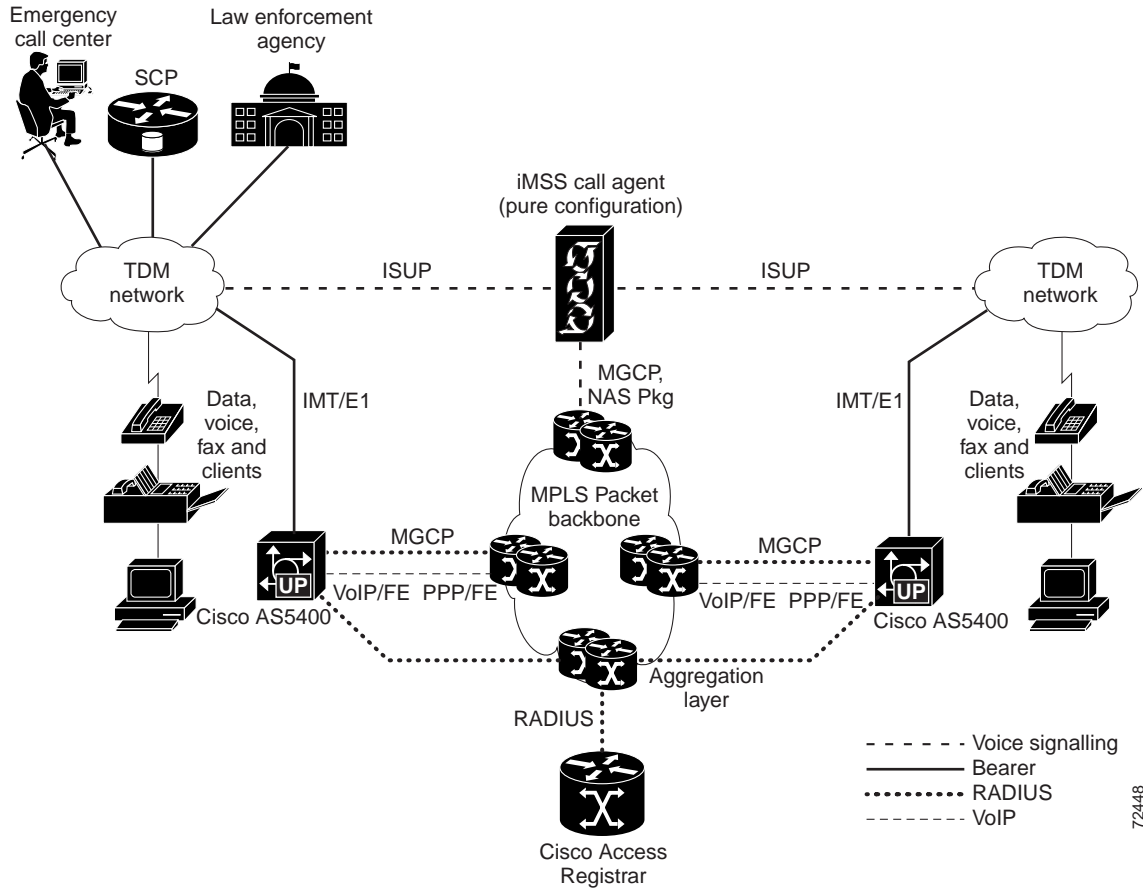 Emergency
call center
Law enforcement
agency
SCP
iMSS call agent
(pure configuration)
TDM
network
ISUP
ISUP
TDM
network
MGCP,
NAS Pkg
Data,
voice,
fax and
clients
IMT/E1
IMT/E1
Data,
voice,
fax and
clients
MPLS Packet
backbone
MGCP
MGCP
UP
VoIP/FE PPP/FE
VoIP/FE PPP/FE
UP
Cisco AS5400
Cisco AS5400
Aggregation
layer
RADIUS
Voice signalling
Bearer
RADIUS
VoIP
72448
Cisco Access
Registrar